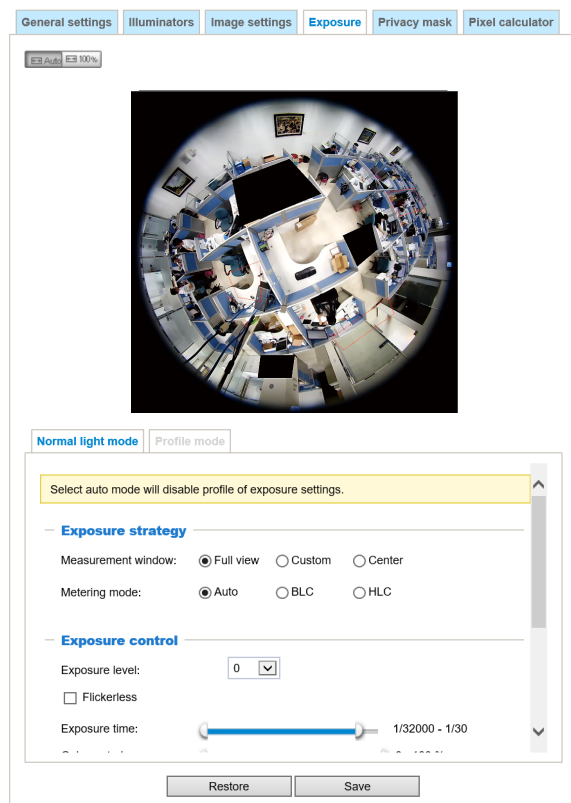 General settings Illuminators Image settings Exposure Privacy mask Pixel calculator
Auto 100%
Normal light mode Profile mode
Select auto mode will disable profile of exposure settings.
Exposure strategy
Measurement window: Full view Custom Center
Metering mode: Auto BLC HLC
Exposure control
Exposure level: 0
Flickerless
Exposure time: 1/32000 - 1/30
Restore Save